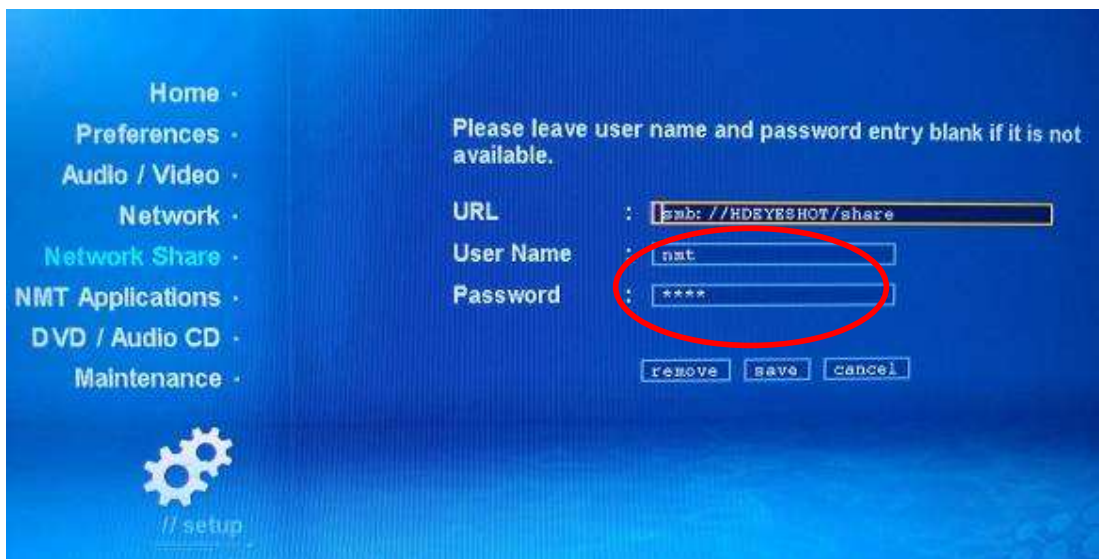 Home
Preferences
Audio / Video
Network
Network Share
NMT Applications
DVD / Audio CD
Maintenance
// setup
Please leave user name and password entry blank if it is not
available.
URL : smb://HDEYESHOT/share
User Name : nmt
Password : ****
remove save cancel